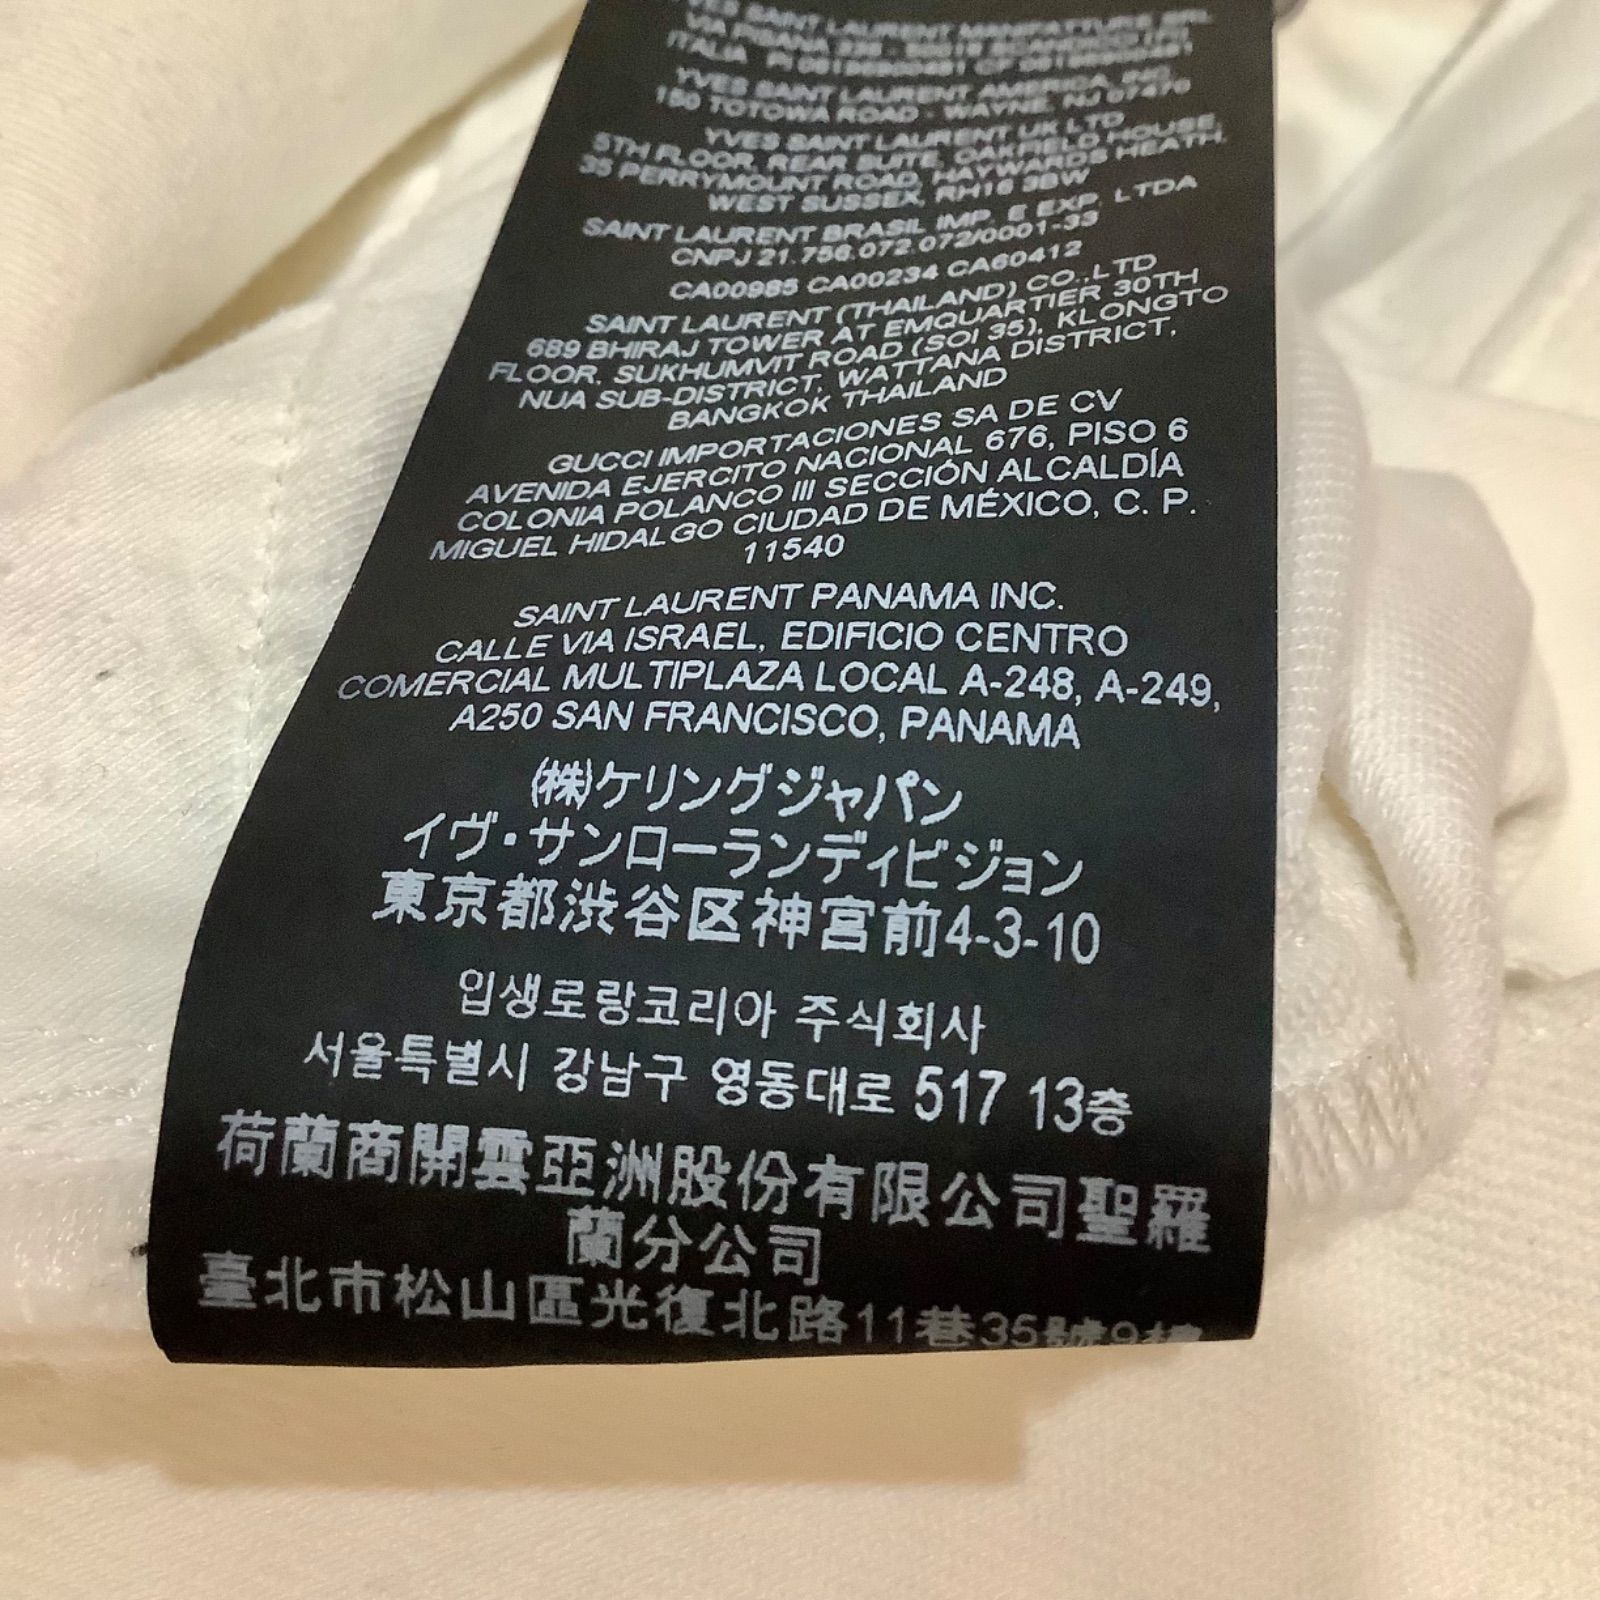 YVES SAINT LAURENT MANIFATTURE SRL
ITALIA
YVES SAINT LAURENT AMERICA, INC.
150 TOTOWA ROAD - WAYNE, NJ 07470
YVES SAINT LAURENT UK LTD
5TH FLOOR, REAR SUITE, OAKFIELD HOUSE,
35 PERRYMOUNT ROAD, HAYWARDS HEATH,
WEST SUSSEX, RH16 3BW
SAINT LAURENT BRASIL IMP. E EXP. LTDA
CNPJ 21.756.072.072/0001-33
CA00985 CA00234 CA60412
SAINT LAURENT (THAILAND) CO.,LTD
689 BHIRAJ TOWER AT EMQUARTIER 30TH
FLOOR, SUKHUMVIT ROAD (SOI 35), KLONGTO
NUA SUB-DISTRICT, WATTANA DISTRICT,
BANGKOK THAILAND
GUCCI IMPORTACIONES SA DE CV
AVENIDA EJERCITO NACIONAL 676, PISO 6
COLONIA POLANCO III SECCIÓN ALCALDÍA
MIGUEL HIDALGO CIUDAD DE MÉXICO, C. P.
11540
SAINT LAURENT PANAMA INC.
CALLE VIA ISRAEL, EDIFICIO CENTRO
COMERCIAL MULTIPLAZA LOCAL A-248, A-249,
A250 SAN FRANCISCO, PANAMA
(株)ケリングジャパン
イヴ・サンローランディビジョン
東京都渋谷区神宮前4-3-10
입생로랑코리아 주식회사
서울특별시 강남구 영동대로 517 13층
荷蘭商開雲亞洲股份有限公司聖羅
蘭分公司
臺北市松山區光復北路11巷35號9樓